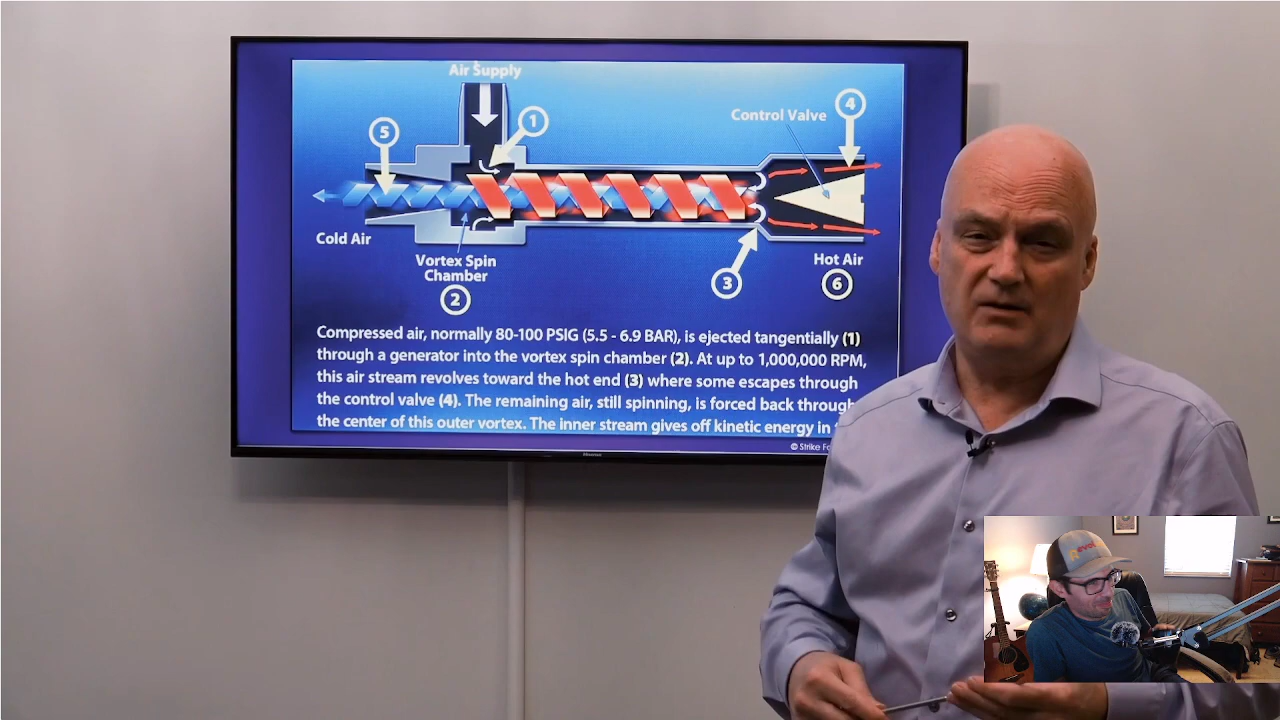 Air Supply
1
Control Valve
4
5
Cold Air
Vortex Spin
Chamber
2
3
Hot Air
6
Compressed air, normally 80-100 PSIG (5.5 - 6.9 BAR), is ejected tangentially (1)
through a generator into the vortex spin chamber (2). At up to 1,000,000 RPM,
this air stream revolves toward the hot end (3) where some escapes through
the control valve (4). The remaining air, still spinning, is forced back through
the center of this outer vortex. The inner stream gives off kinetic energy in
© Strike
Hisense